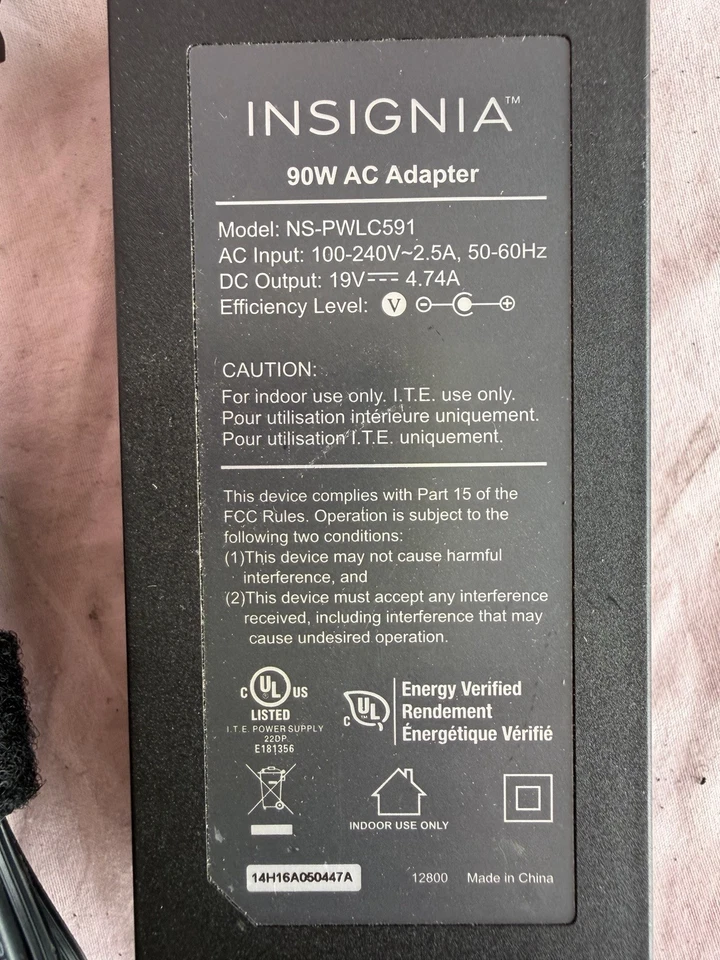 INSIGNIA™
90W AC Adapter
Model: NS-PWLC591
AC Input: 100-240V~2.5A, 50-60Hz
DC Output: 19V⎓ 4.74A
Efficiency Level: V
CAUTION:
For indoor use only. I.T.E. use only.
Pour utilisation intérieure uniquement.
Pour utilisation I.T.E. uniquement.
This device complies with Part 15 of the
FCC Rules. Operation is subject to the
following two conditions:
(1)This device may not cause harmful
interference, and
(2)This device must accept any interference
received, including interference that may
cause undesired operation.
C UL US
LISTED
I.T.E. POWER SUPPLY
22DP
E181356
C UL
Energy Verified
Rendement
Énergétique Vérifié
INDOOR USE ONLY
14H16A050447A
12800 Made in China